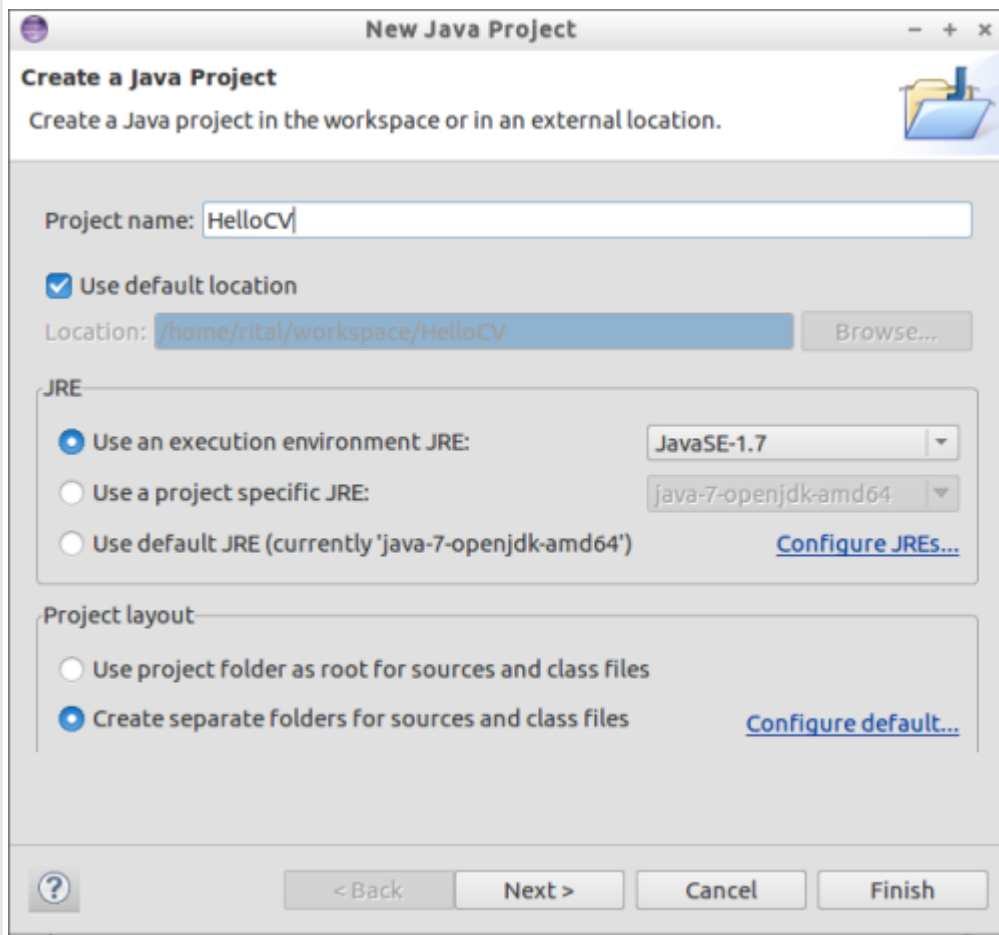 New Java Project
Create a Java Project
Create a Java project in the workspace or in an external location.
Project name: HelloCV
Use default location
Location: /home/rital/workspace/HelloCV Browse...
JRE
Use an execution environment JRE: JavaSE-1.7
Use a project specific JRE: java-7-openjdk-amd64
Use default JRE (currently 'java-7-openjdk-amd64') Configure JREs...
Project layout
Use project folder as root for sources and class files
Create separate folders for sources and class files Configure default...
? < Back Next > Cancel Finish